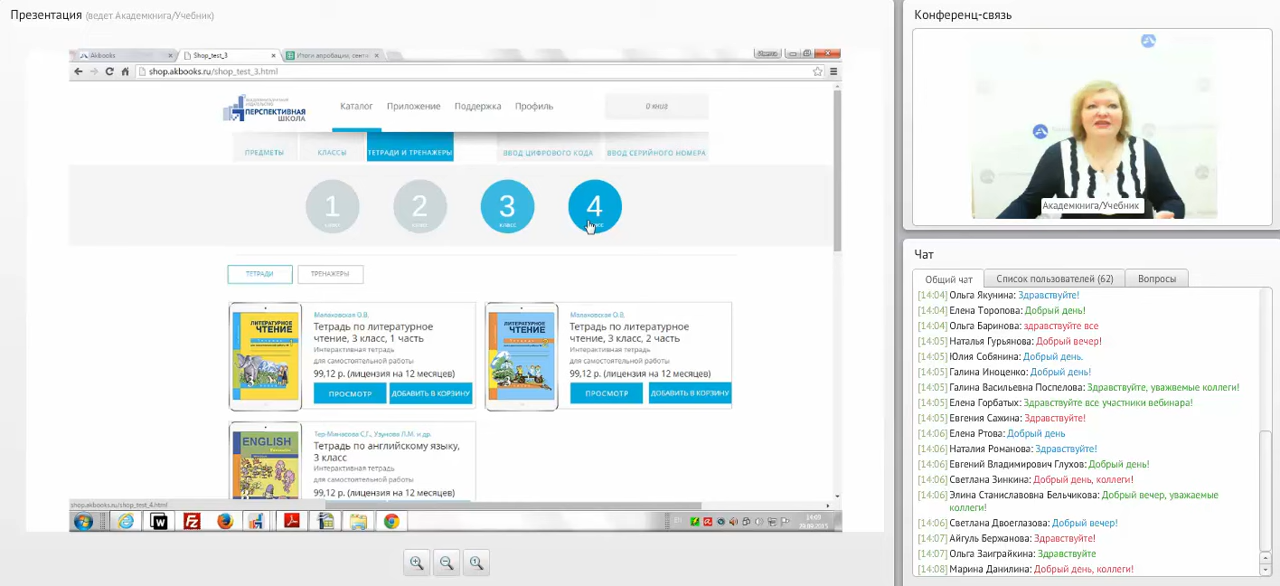 Презентация (ведет Академкнига/Учебник)
Akbooks
Shop_test_3
Итоги апробации, сентя
shop.akbooks.ru/shop_test_3.html
ПЕРСПЕКТИВНАЯ
ШКОЛА
Каталог
Приложение
Поддержка
Профиль
0 книг
ПРЕДМЕТЫ
КЛАССЫ
ТЕТРАДИ И ТРЕНАЖЕРЫ
ВВОД ЦИФРОВОГО КОДА
ВВОД СЕРИЙНОГО НОМЕРА
1
класс
2
класс
3
класс
4
ТЕТРАДИ
ТРЕНАЖЕРЫ
ЛИТЕРАТУРНОЕ
ЧТЕНИЕ
Малаховская О.В.
Тетрадь по литературному
чтению, 3 класс, 1 часть
Интерактивная тетрадь
для самостоятельной работы
99,12 р. (лицензия на 12 месяцев)
ПРОСМОТР
ДОБАВИТЬ В КОРЗИНУ
ЛИТЕРАТУРНОЕ
ЧТЕНИЕ
Малаховская О.В.
Тетрадь по литературному
чтению, 3 класс, 2 часть
Интерактивная тетрадь
для самостоятельной работы
99,12 р. (лицензия на 12 месяцев)
ПРОСМОТР
ДОБАВИТЬ В КОРЗИНУ
ENGLISH
Тер-Минасова С.Г., Узунова Л.М. и др.
Тетрадь по английскому языку,
3 класс
Интерактивная тетрадь
для самостоятельной работы
99,12 р. (лицензия на 12 месяцев)
shop.akbooks.ru/shop_test_4.html
Конференц-связь
Академкнига/Учебник
Чат
Общий чат
Список пользователей (62)
Вопросы
[14:04] Ольга Якунина: Здравствуйте!
[14:04] Елена Торопова: Добрый день!
[14:04] Ольга Баринова: здравствуйте все
[14:05] Наталья Гурьянова: Добрый вечер!
[14:05] Юлия Собянина: Добрый день.
[14:05] Галина Иноценко: Добрый день!
[14:05] Галина Васильевна Поспелова: Здравствуйте, уважвемые коллеги!
[14:05] Елена Горбатых: Здравствуйте все участники вебинара!
[14:05] Евгения Сахина: Здравствуйте!
[14:06] Елена Ртова: Добрый день
[14:06] Наталия Романова: Здравствуйте!
[14:06] Евгений Владимирович Глухов: Добрый день!
[14:06] Светлана Зинкина: Добрый день, коллеги!
[14:06] Элина Станиславовна Бельчикова: Добрый вечер, уважаемые
коллеги!
[14:06] Светлана Двоеглазова: Добрый вечер!
[14:07] Айгуль Бержанова: Здравствуйте!
[14:07] Ольга Заиграйкина: Здравствуйте
[14:08] Марина Данилина: Добрый день, коллеги!